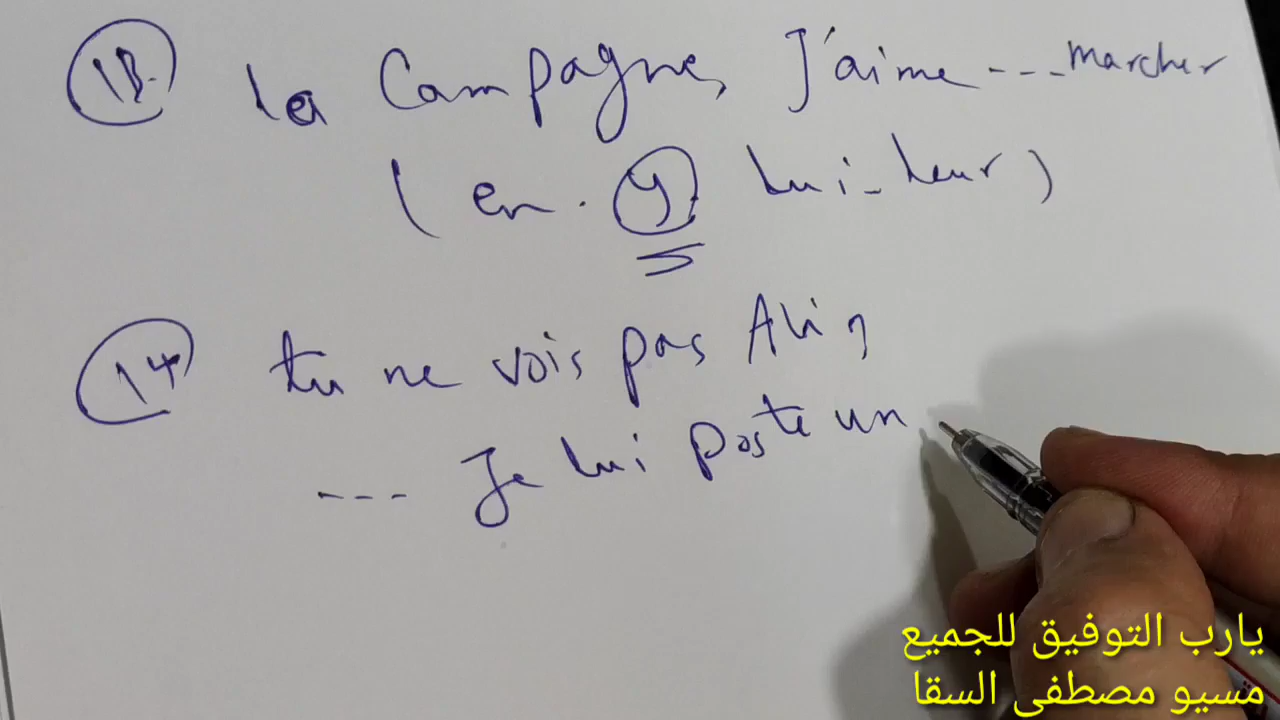 13. la Campagne, J'aime --- marcher
(en . y lui - leur)
14 tu ne vois pas Ali,
--- Je lui poste un
يارب التوفيق للجميع
مسيو مصطفى السقا